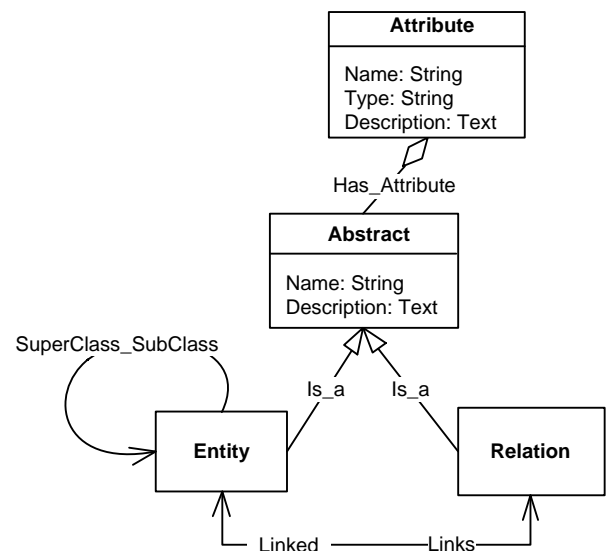 Attribute
Name: String
Type: String
Description: Text
Has_Attribute
Abstract
Name: String
Description: Text
SuperClass_SubClass
Is_a
Is_a
Entity
Relation
Linked
Links